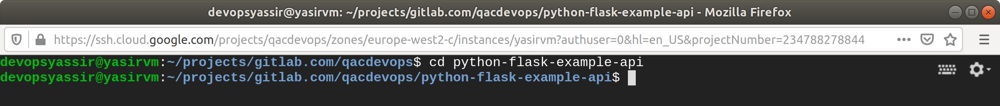 devopsyassir@yasirvm: ~/projects/gitlab.com/qacdevops/python-flask-example-api - Mozilla Firefox
https://ssh.cloud.google.com/projects/qacdevops/zones/europe-west2-c/instances/yasirvm?authuser=0&hl=en_US&projectNumber=234788278844
devopsyassir@yasirvm:~/projects/gitlab.com/qacdevops$ cd python-flask-example-api
devopsyassir@yasirvm:~/projects/gitlab.com/qacdevops/python-flask-example-api$